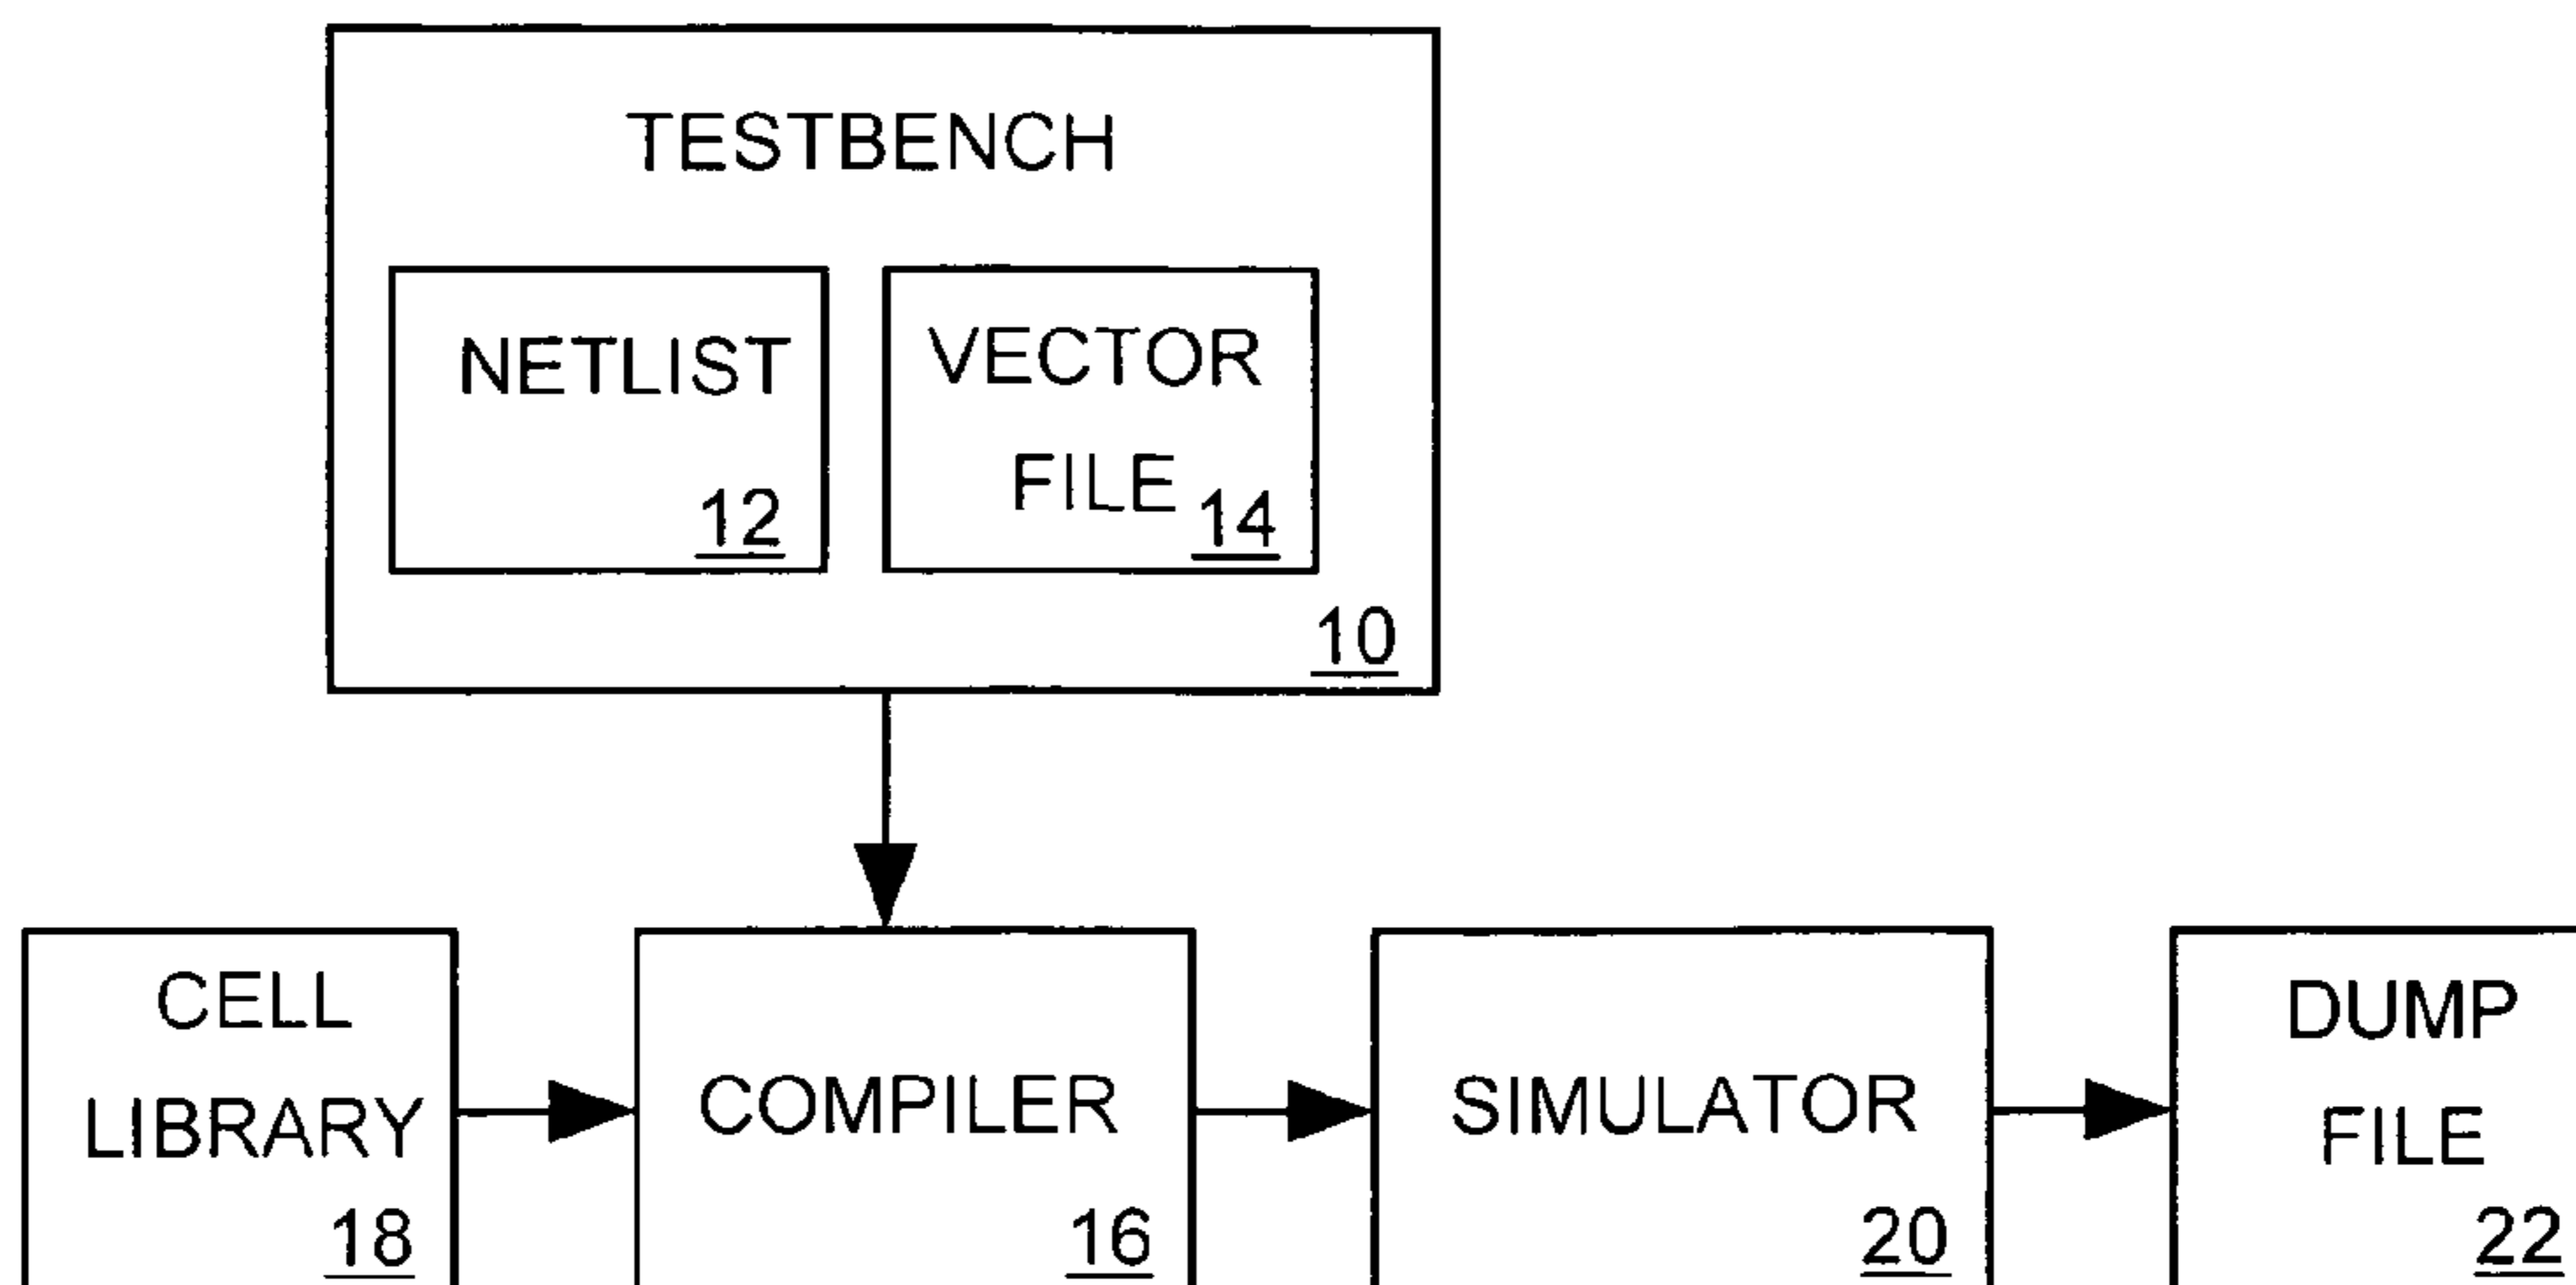 TESTBENCH
NETLIST
12
VECTOR
FILE
14
10
CELL
LIBRARY
18
COMPILER
16
SIMULATOR
20
DUMP
FILE
22